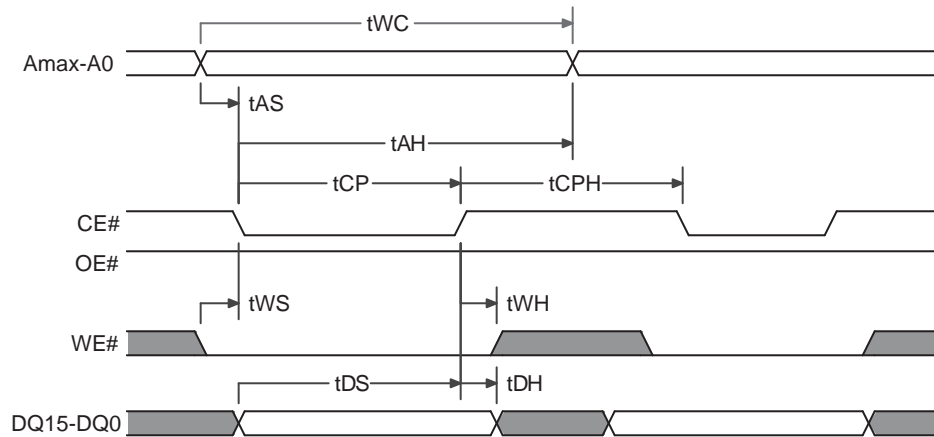 tWC
Amax-A0
tAS
tAH
tCP
tCPH
CE#
OE#
tWS
tWH
WE#
tDS
tDH
DQ15-DQ0